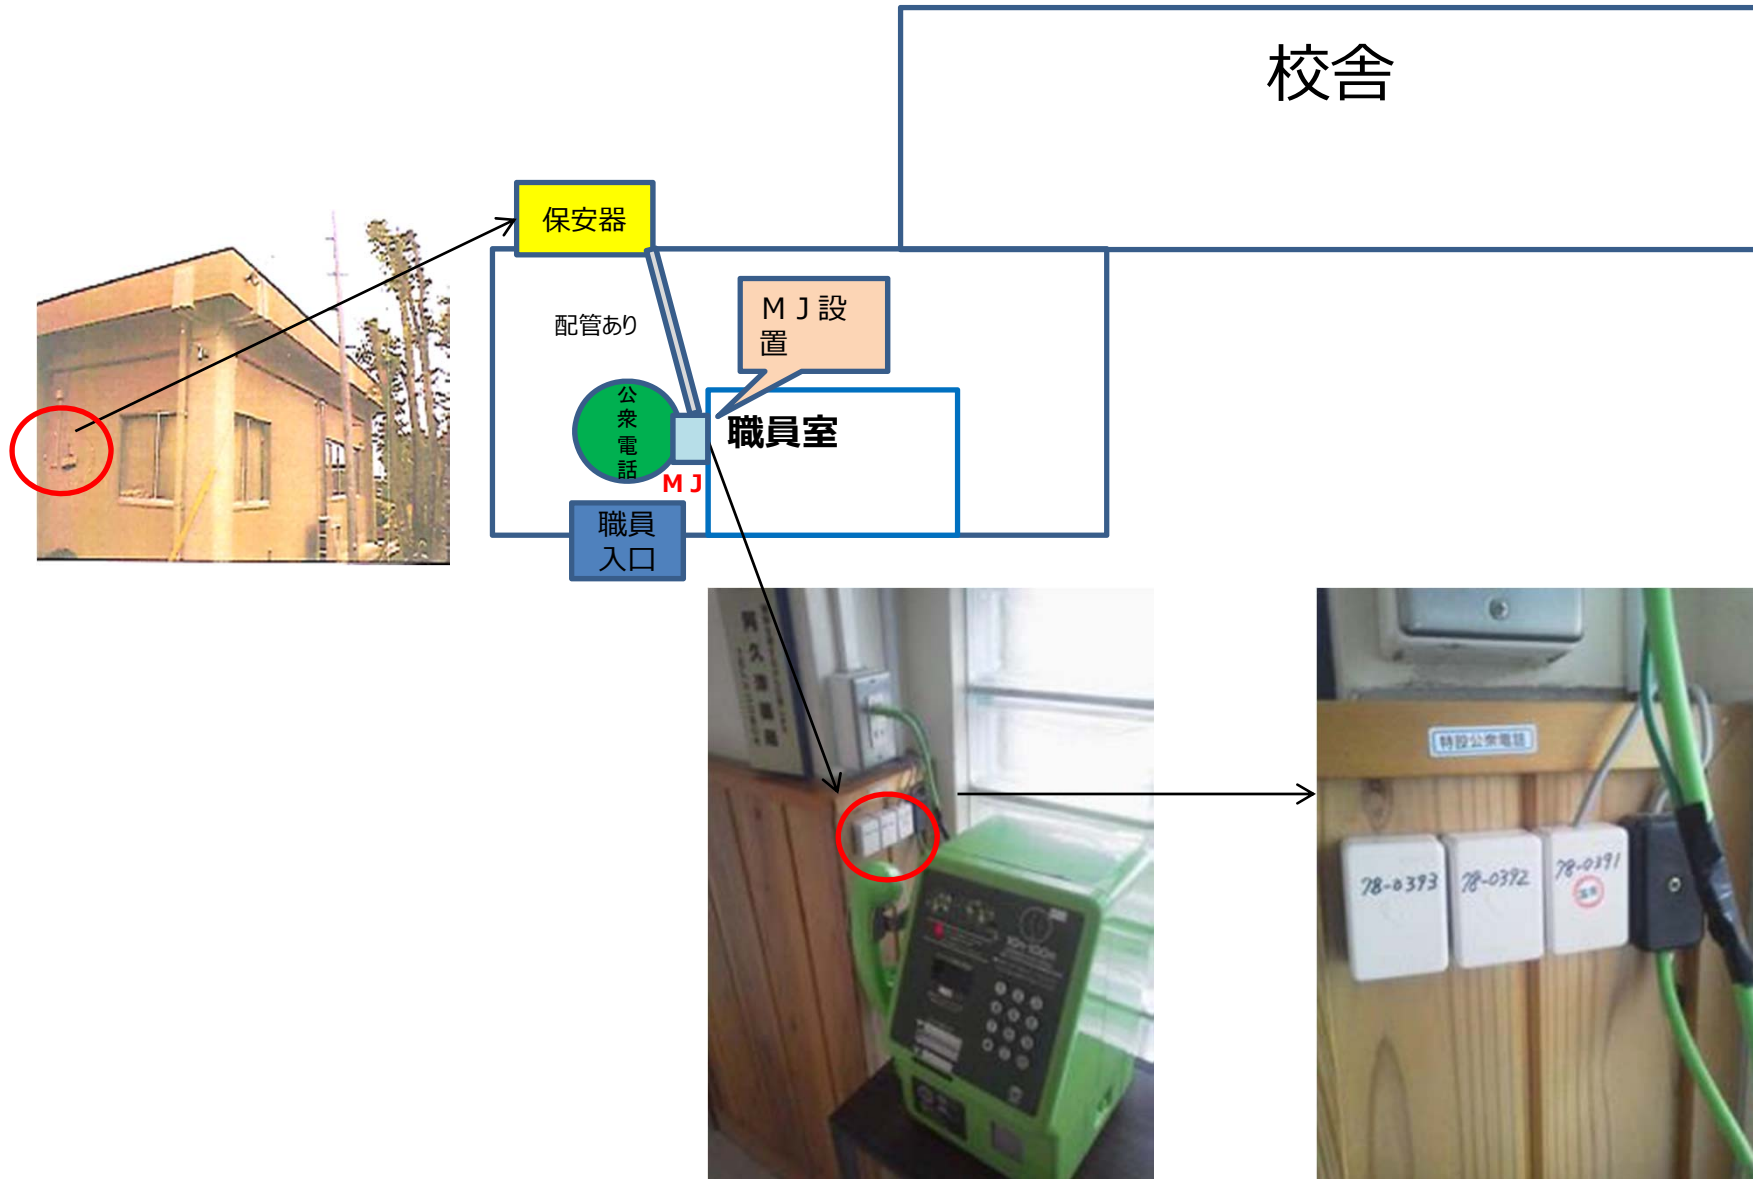 校舎
保安器
配管あり
ＭＪ設
置
公
衆
電
話
職員室
ＭＪ
職員
入口
特設公衆電話
78-0393
78-0392
78-0391